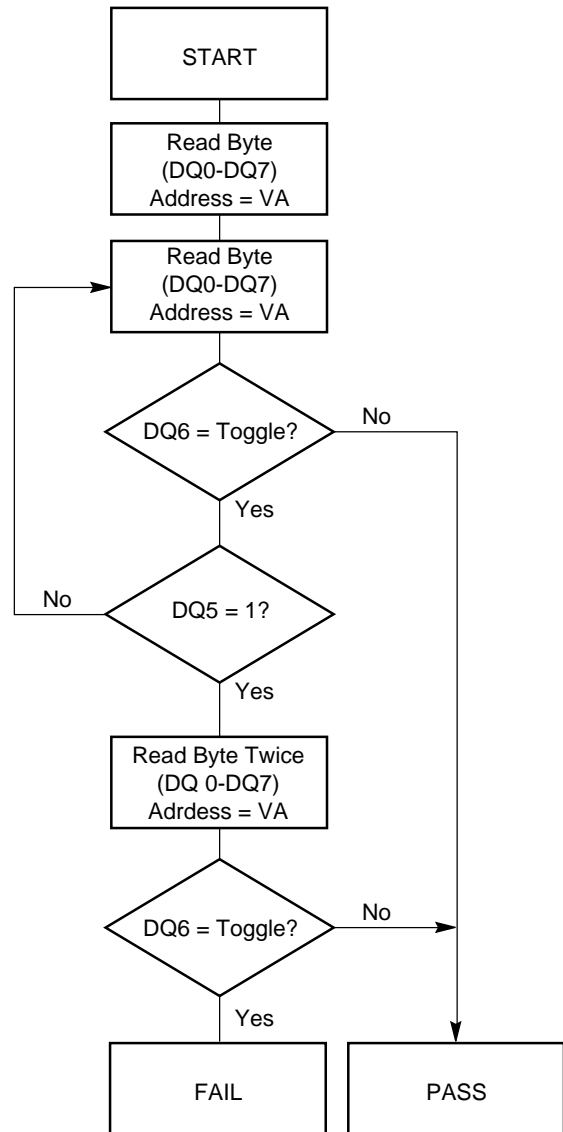 START
Read Byte
(DQ0-DQ7)
Address = VA
Read Byte
(DQ0-DQ7)
Address = VA
DQ6 = Toggle?
No
Yes
No
DQ5 = 1?
Yes
Read Byte Twice
(DQ 0-DQ7)
Adrdess = VA
DQ6 = Toggle?
No
Yes
FAIL
PASS